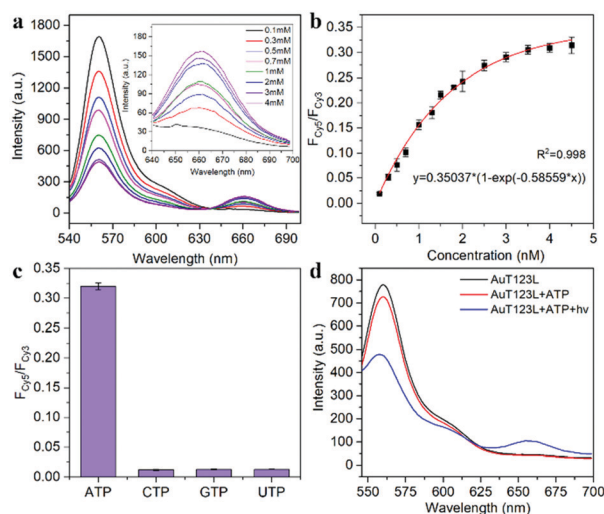 a
1800
1500
1200
900
600
300
0
Intensity (a.u.)
540 570 600 630 660 690
Wavelength (nm)
200
150
100
50
0
Intensity (a.u.)
640 650 660 670 680 690 700
Wavelength (nm)
0.1mM
0.3mM
0.5mM
0.7mM
1mM
2mM
3mM
4mM
b
0.35
0.30
0.25
0.20
0.15
0.10
0.05
0.00
FCy5/FCy3
R²=0.998
y=0.35037*(1-exp(-0.58559*x))
0 1 2 3 4 5
Concentration (nM)
c
0.35
0.30
0.25
0.20
0.15
0.10
0.05
0.00
FCy5/FCy3
ATP CTP GTP UTP
d
800
700
600
500
400
300
200
100
0
Intensity (a.u.)
AuT123L
AuT123L+ATP
AuT123L+ATP+hv
550 575 600 625 650 675 700
Wavelength (nm)